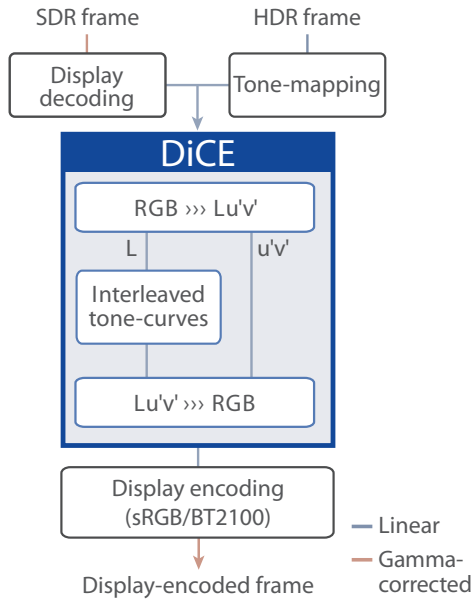 SDR frame
HDR frame
Display
decoding
Tone-mapping
DiCE
RGB ››› Lu'v'
L
u'v'
Interleaved
tone-curves
Lu'v' ››› RGB
Display encoding
(sRGB/BT2100)
Linear
Gamma-
corrected
Display-encoded frame